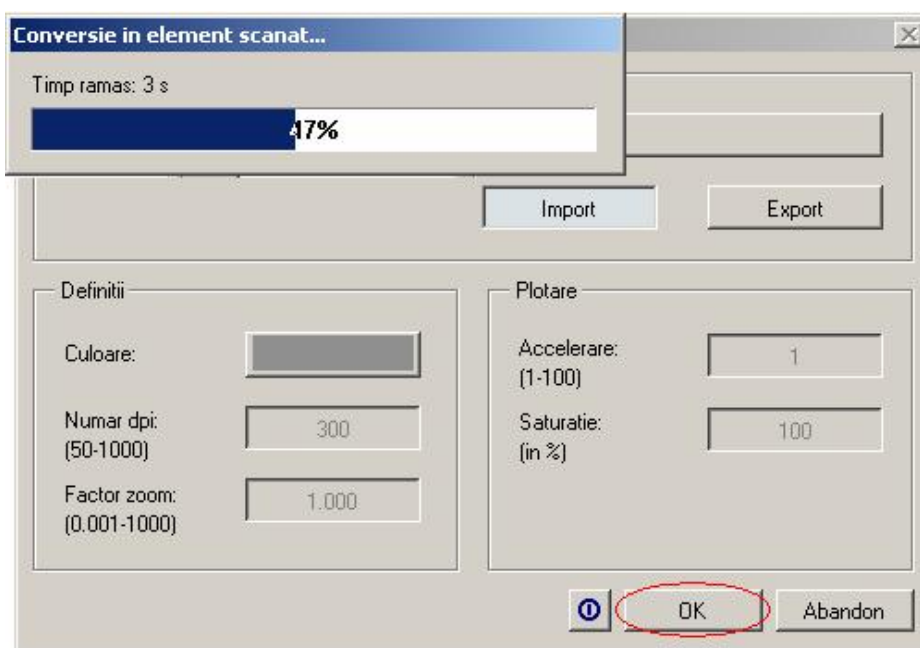 Conversie in element scanat...
Timp ramas: 3 s
47%
Import
Export
Definitii
Culoare:
Numar dpi:
(50-1000)
300
Factor zoom:
(0.001-1000)
1.000
Plotare
Accelerare:
(1-100)
1
Saturatie:
(in %)
100
OK
Abandon